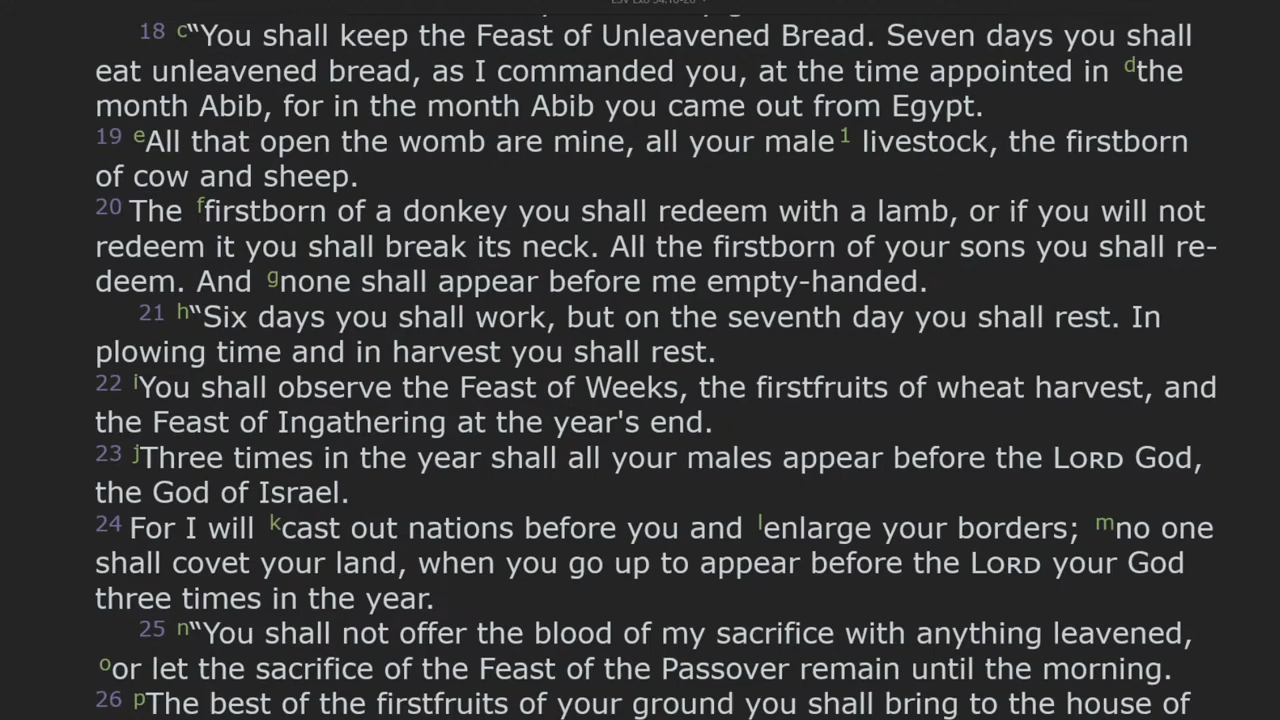 18 c“You shall keep the Feast of Unleavened Bread. Seven days you shall
eat unleavened bread, as I commanded you, at the time appointed in dthe
month Abib, for in the month Abib you came out from Egypt.
19 eAll that open the womb are mine, all your male1 livestock, the firstborn
of cow and sheep.
20 The ffirstborn of a donkey you shall redeem with a lamb, or if you will not
redeem it you shall break its neck. All the firstborn of your sons you shall re-
deem. And gnone shall appear before me empty-handed.
21 h“Six days you shall work, but on the seventh day you shall rest. In
plowing time and in harvest you shall rest.
22 iYou shall observe the Feast of Weeks, the firstfruits of wheat harvest, and
the Feast of Ingathering at the year's end.
23 jThree times in the year shall all your males appear before the LORD God,
the God of Israel.
24 For I will kcast out nations before you and lenlarge your borders; mno one
shall covet your land, when you go up to appear before the LORD your God
three times in the year.
25 n“You shall not offer the blood of my sacrifice with anything leavened,
oor let the sacrifice of the Feast of the Passover remain until the morning.
26 pThe best of the firstfruits of your ground you shall bring to the house of